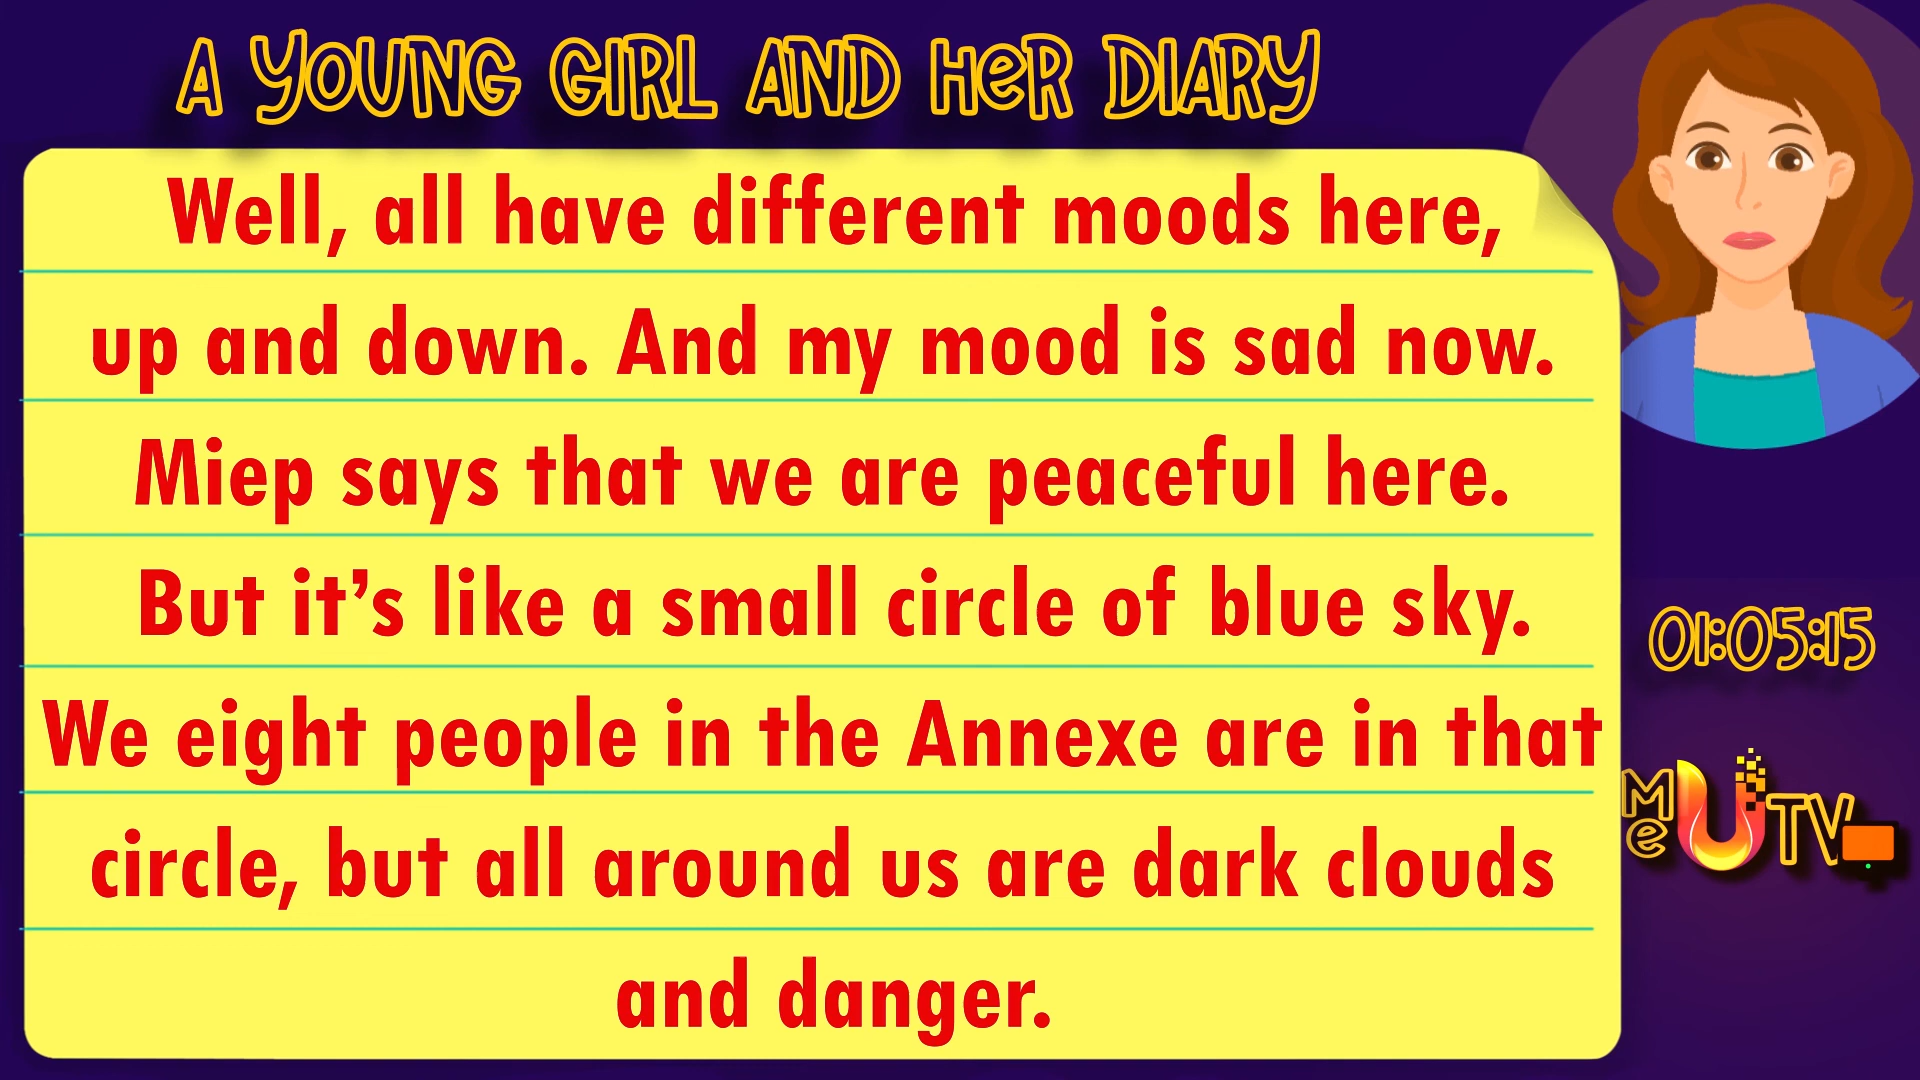 A YOUNG GIRL AND HeR DIARY
Well, all have different moods here,
up and down. And my mood is sad now.
Miep says that we are peaceful here.
But it’s like a small circle of blue sky.
We eight people in the Annexe are in that
circle, but all around us are dark clouds
and danger.
01:05:15
Me U TV